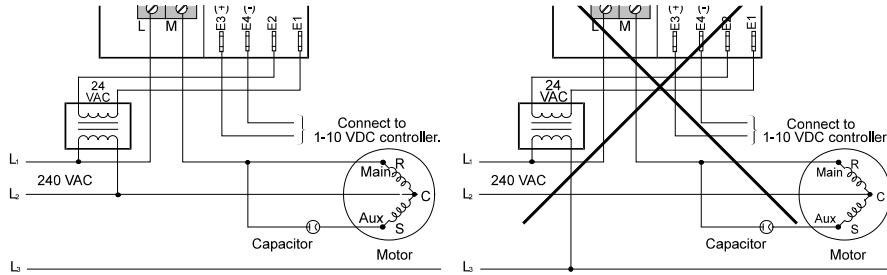 L M E3 (+) E4 (-) E2 E1
24
VAC
Connect to
1-10 VDC controller.
L1
240 VAC
L2
Main R
C
Aux S
Capacitor
Motor
L3
L M E3 (+) E4 (-) E2 E1
24
VAC
Connect to
1-10 VDC controller.
L1
240 VAC
L2
Main R
C
Aux S
Capacitor
Motor
L3